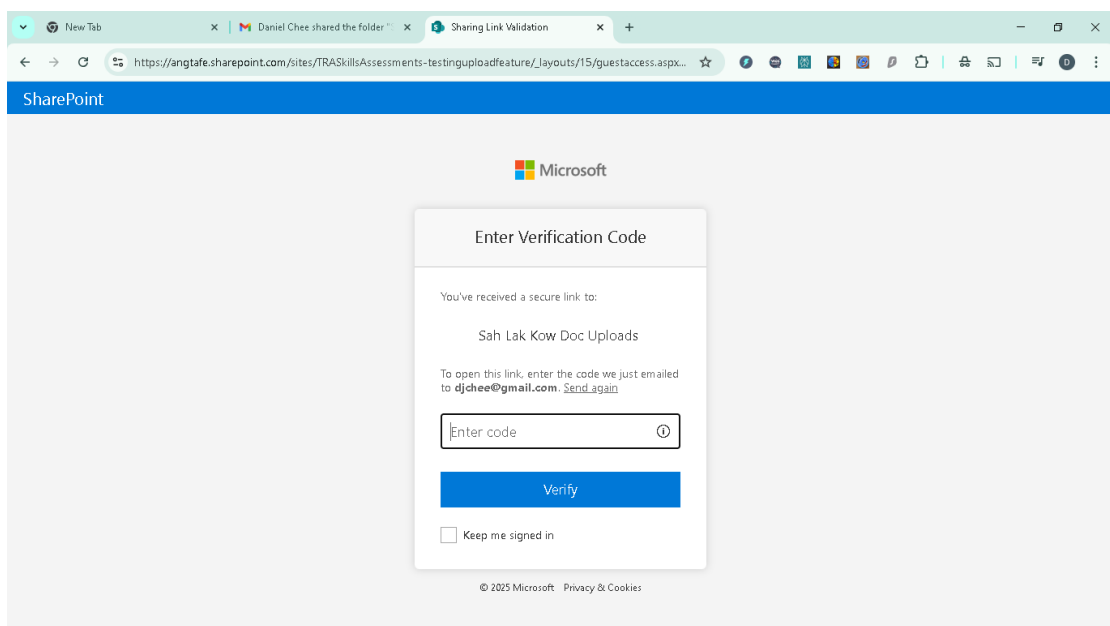 New Tab
Daniel Chee shared the folder "S
Sharing Link Validation
https://angtafe.sharepoint.com/sites/TRASkillsAssessments-testinguploadfeature/_layouts/15/guestaccess.aspx...
D
SharePoint
Microsoft
Enter Verification Code
You've received a secure link to:
Sah Lak Kow Doc Uploads
To open this link, enter the code we just emailed
to djchee@gmail.com. Send again
Enter code
Verify
Keep me signed in
© 2025 Microsoft Privacy & Cookies